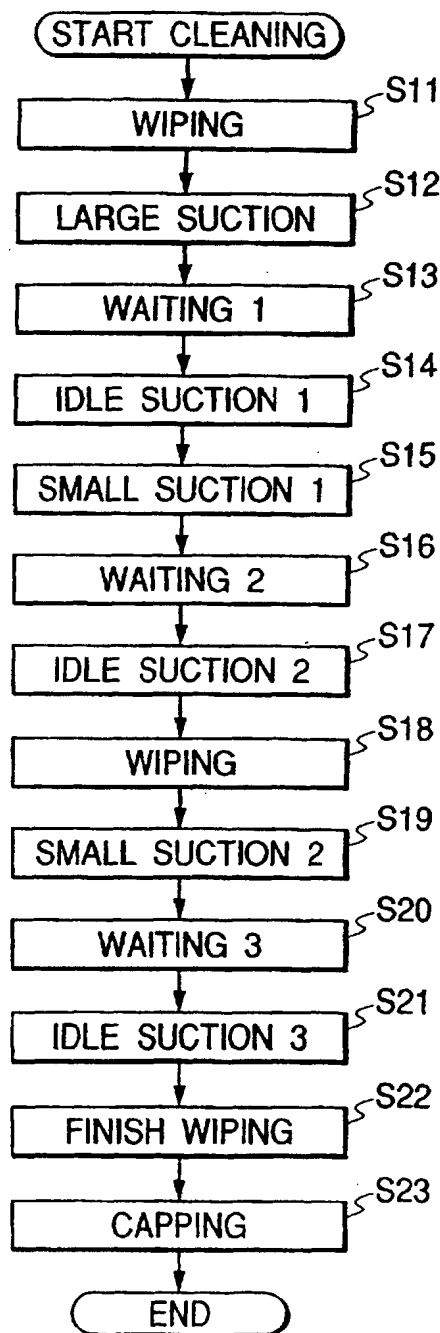 START CLEANING
S11
WIPING
S12
LARGE SUCTION
S13
WAITING 1
S14
IDLE SUCTION 1
S15
SMALL SUCTION 1
S16
WAITING 2
S17
IDLE SUCTION 2
S18
WIPING
S19
SMALL SUCTION 2
S20
WAITING 3
S21
IDLE SUCTION 3
S22
FINISH WIPING
S23
CAPPING
END